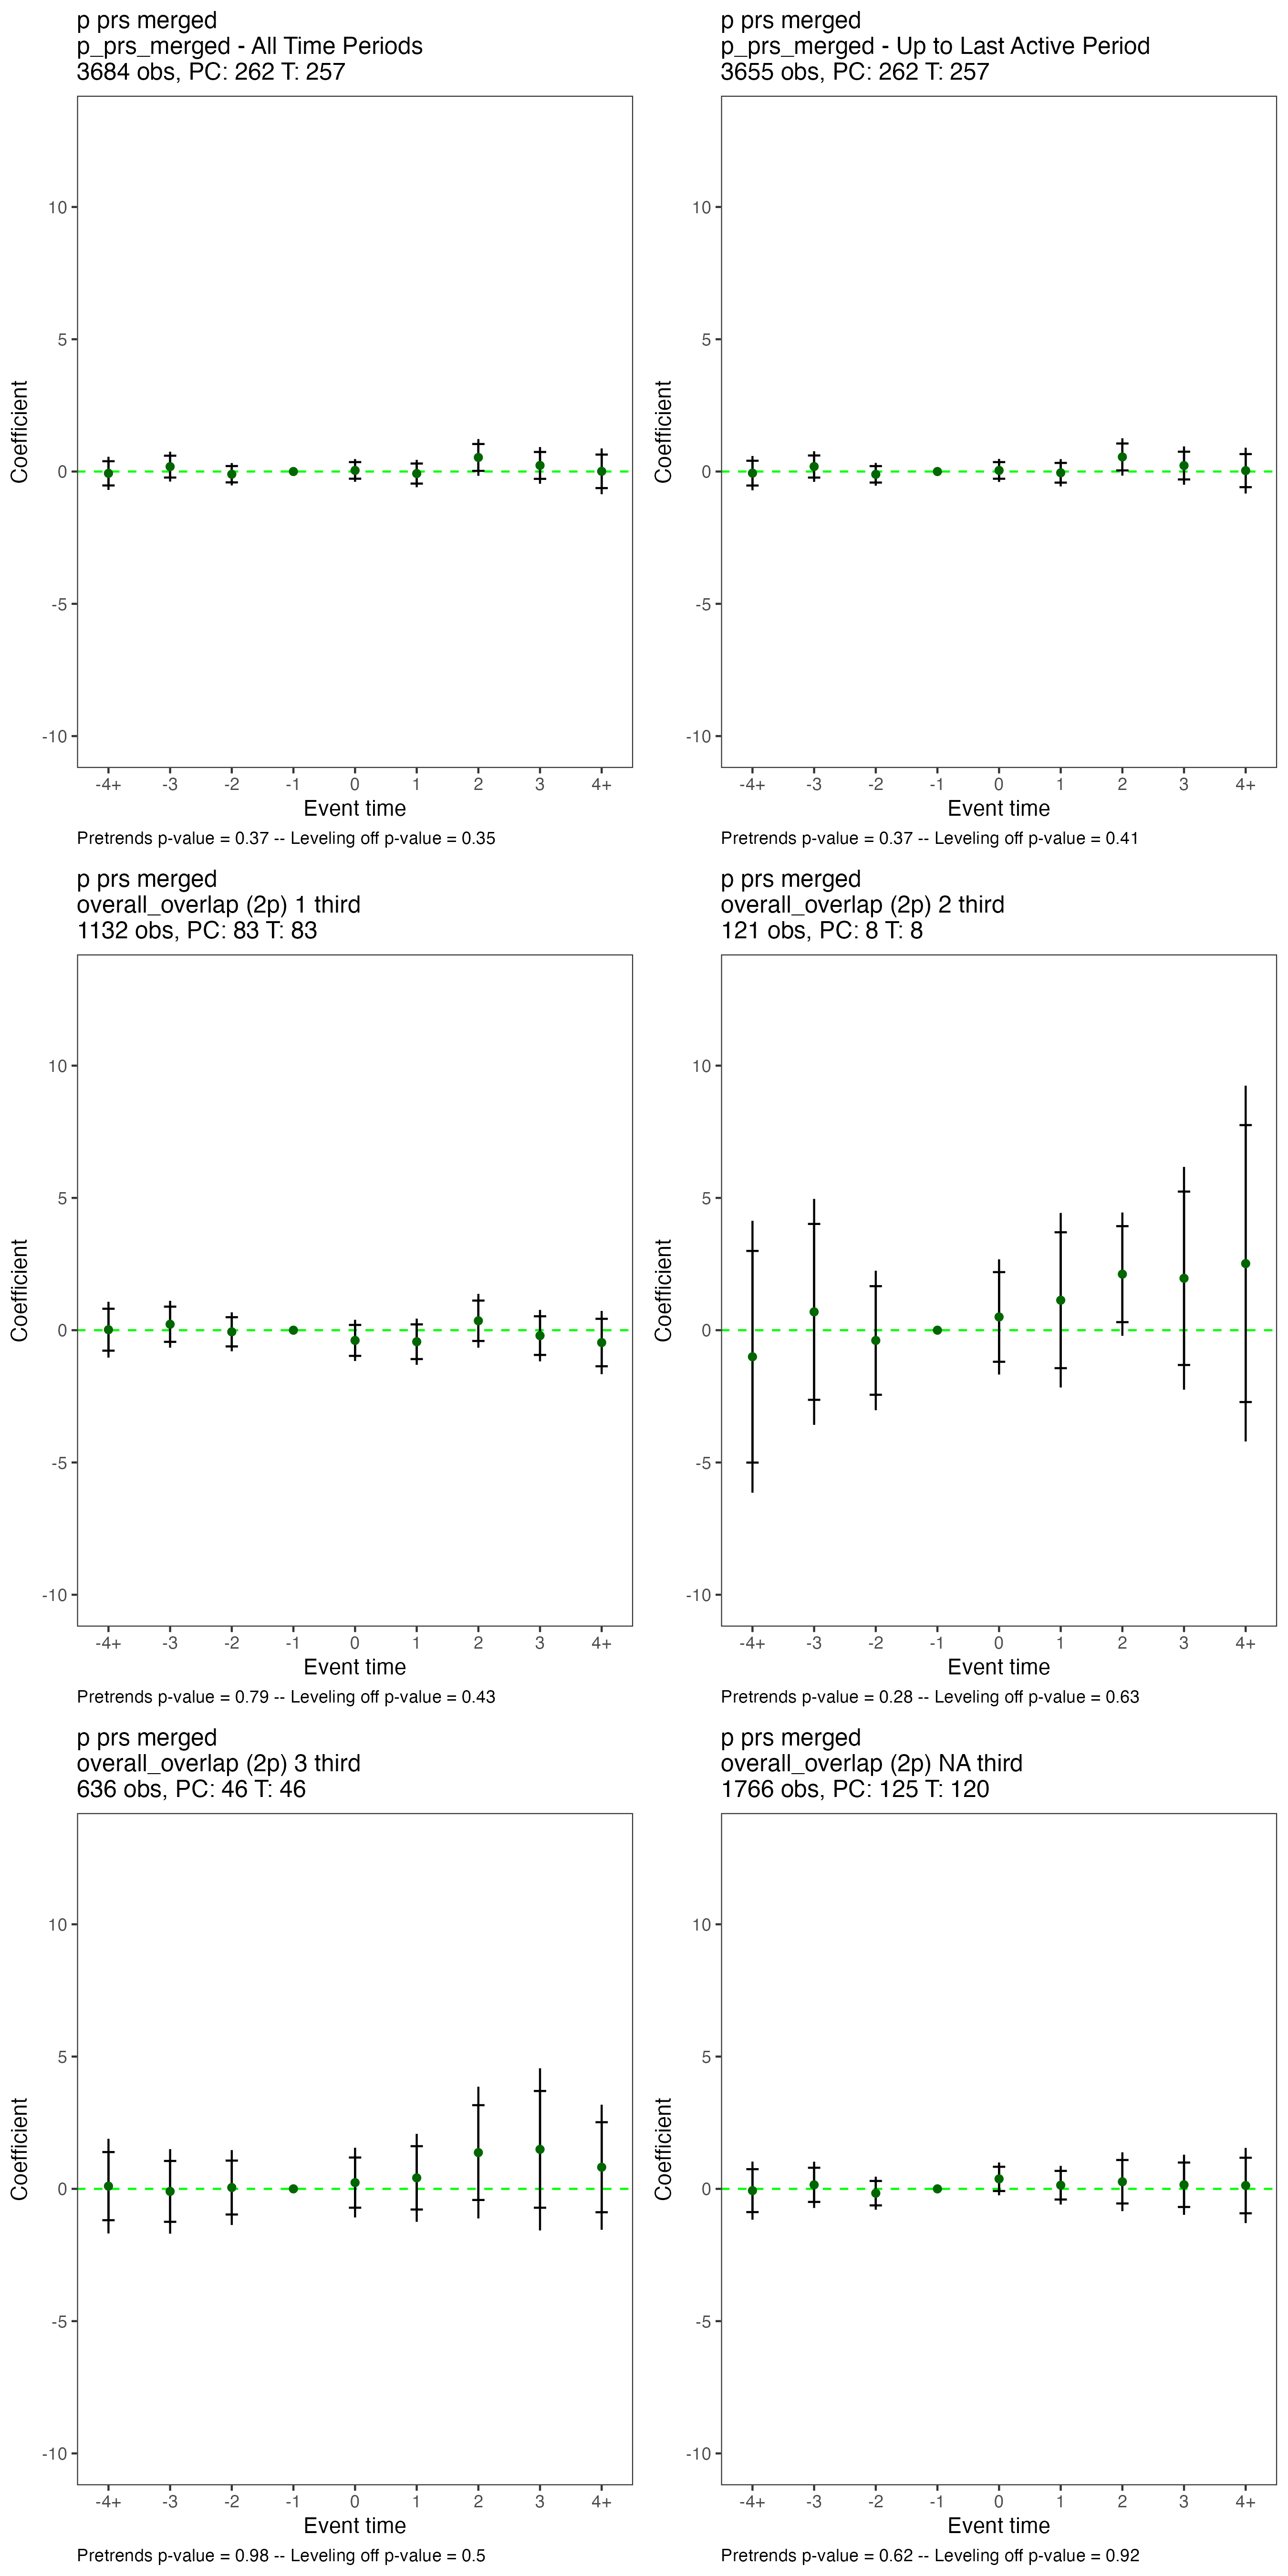 p prs merged
p_prs_merged - All Time Periods
3684 obs, PC: 262 T: 257
Coefficient
10
5
0
-5
-10
-4+ -3 -2 -1 0 1 2 3 4+
Event time
Pretrends p-value = 0.37 -- Leveling off p-value = 0.35
p prs merged
p_prs_merged - Up to Last Active Period
3655 obs, PC: 262 T: 257
Coefficient
10
5
0
-5
-10
-4+ -3 -2 -1 0 1 2 3 4+
Event time
Pretrends p-value = 0.37 -- Leveling off p-value = 0.41
p prs merged
overall_overlap (2p) 1 third
1132 obs, PC: 83 T: 83
Coefficient
10
5
0
-5
-10
-4+ -3 -2 -1 0 1 2 3 4+
Event time
Pretrends p-value = 0.79 -- Leveling off p-value = 0.43
p prs merged
overall_overlap (2p) 2 third
121 obs, PC: 8 T: 8
Coefficient
10
5
0
-5
-10
-4+ -3 -2 -1 0 1 2 3 4+
Event time
Pretrends p-value = 0.28 -- Leveling off p-value = 0.63
p prs merged
overall_overlap (2p) 3 third
636 obs, PC: 46 T: 46
Coefficient
10
5
0
-5
-10
-4+ -3 -2 -1 0 1 2 3 4+
Event time
Pretrends p-value = 0.98 -- Leveling off p-value = 0.5
p prs merged
overall_overlap (2p) NA third
1766 obs, PC: 125 T: 120
Coefficient
10
5
0
-5
-10
-4+ -3 -2 -1 0 1 2 3 4+
Event time
Pretrends p-value = 0.62 -- Leveling off p-value = 0.92